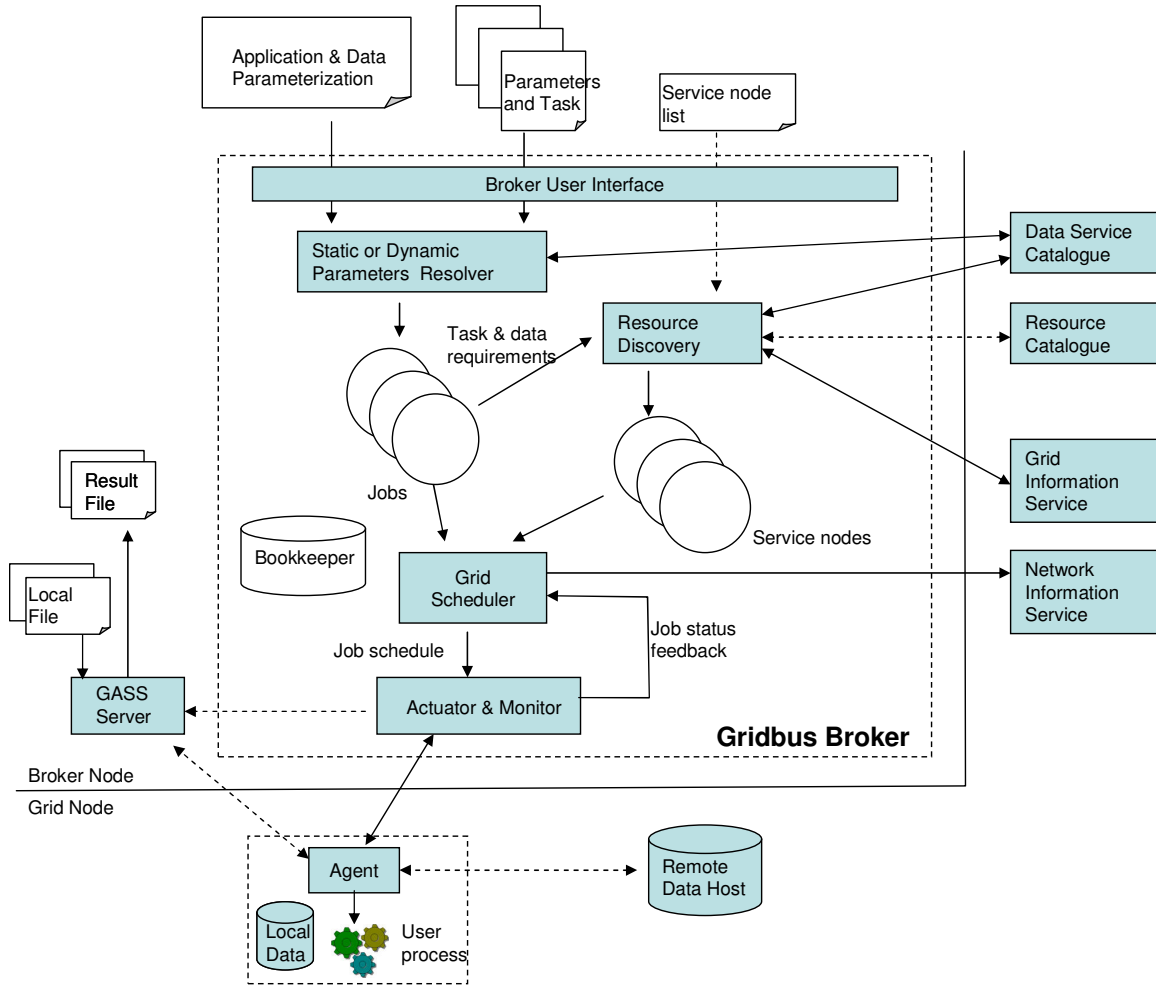 Application & Data
Parameterization
Parameters
and Task
Service node
list
Broker User Interface
Static or Dynamic
Parameters Resolver
Data Service
Catalogue
Task & data
requirements
Resource
Discovery
Resource
Catalogue
Result
File
Jobs
Grid
Information
Service
Service nodes
Bookkeeper
Grid
Scheduler
Network
Information
Service
Local
File
Job status
feedback
Job schedule
GASS
Server
Actuator & Monitor
Gridbus Broker
Broker Node
Grid Node
Agent
Remote
Data Host
Local
Data
User
process